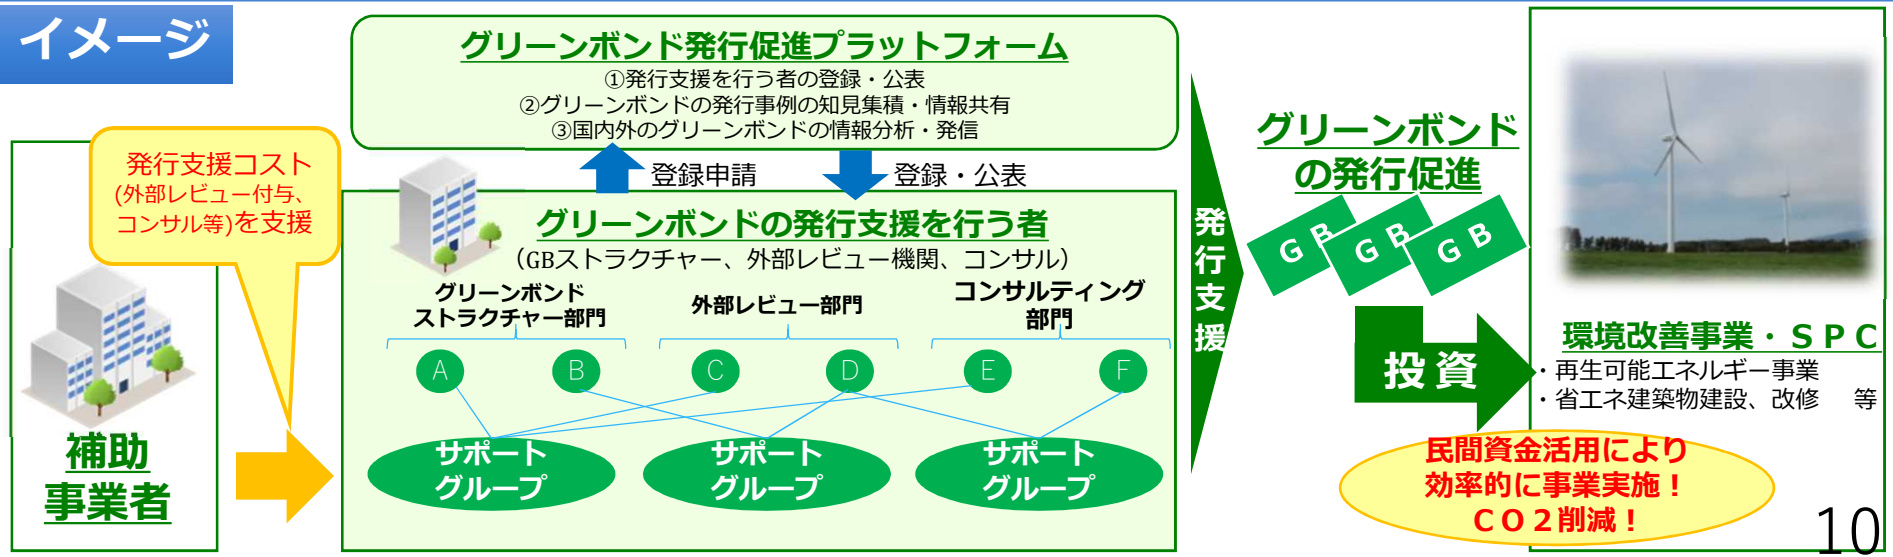 イメージ
グリーンボンド発行促進プラットフォーム
①発行支援を行う者の登録・公表
②グリーンボンドの発行事例の知見集積・情報共有
③国内外のグリーンボンドの情報分析・発信
発行支援コスト
(外部レビュー付与、
コンサル等)を支援
補助
事業者
登録申請
登録・公表
グリーンボンドの発行支援を行う者
（GBストラクチャー、外部レビュー機関、コンサル）
グリーンボンド
ストラクチャー部門
外部レビュー部門
コンサルティング
部門
A
B
C
D
E
F
サポート
グループ
サポート
グループ
サポート
グループ
発行支援
グリーンボンド
の発行促進
ＧＢ
ＧＢ
ＧＢ
投資
環境改善事業・ＳＰＣ
・再生可能エネルギー事業
・省エネ建築物建設、改修　等
民間資金活用により
効率的に事業実施！
ＣＯ２削減！
10